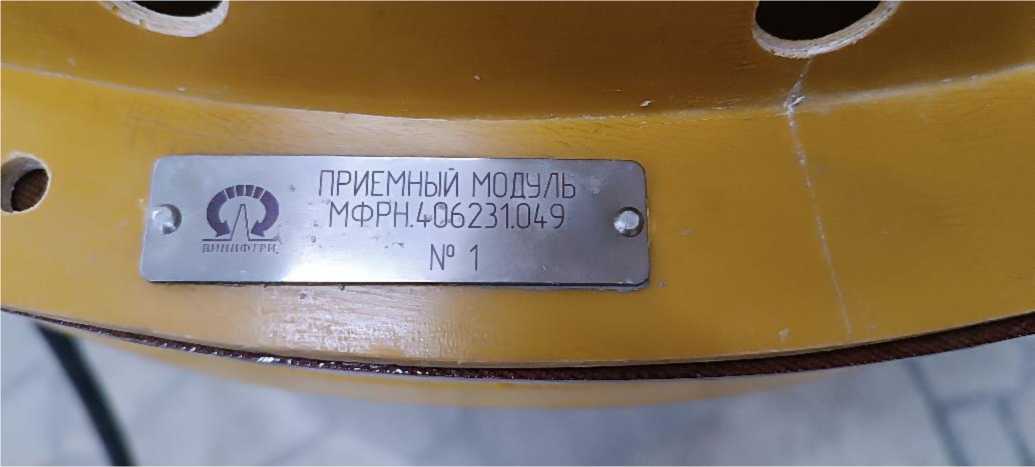 ПРИЕМНЫЙ МОДУЛЬ
МФРН.406231.049
№ 1
ВНИИФТРИ